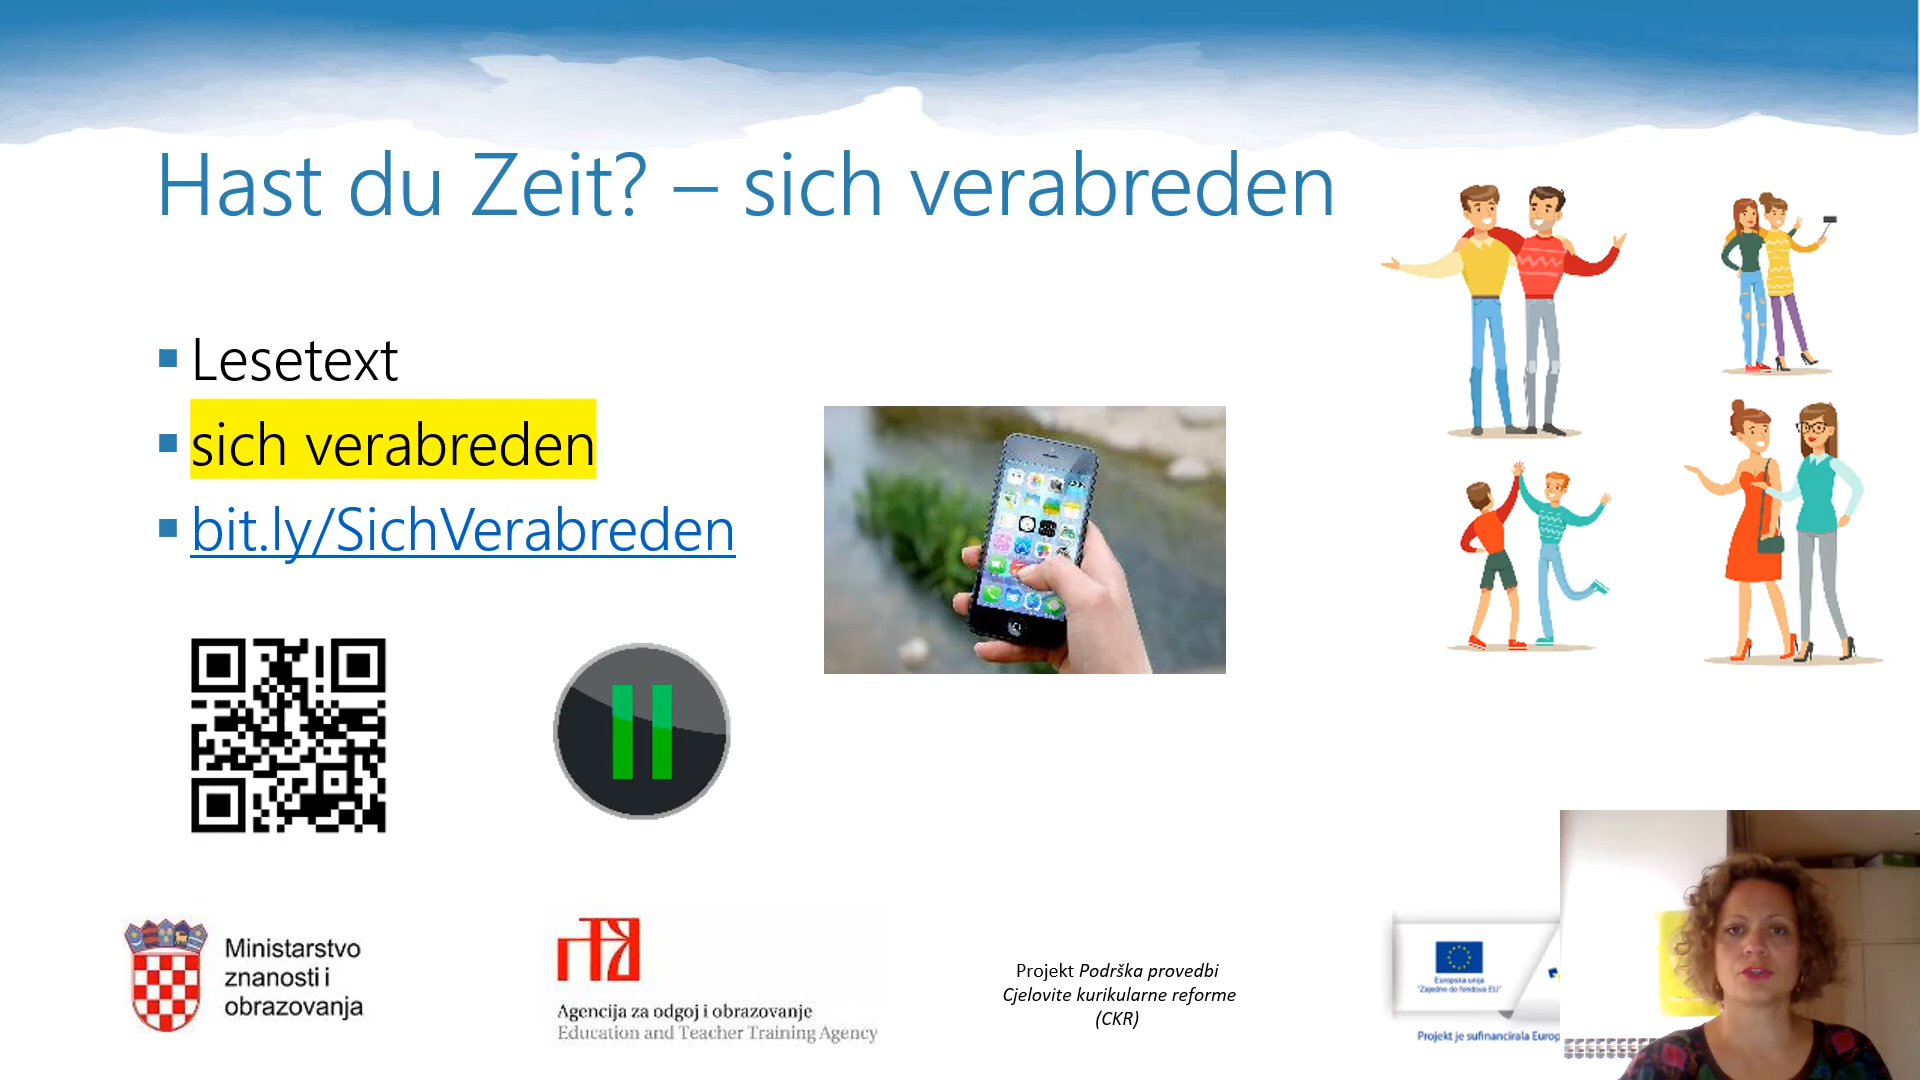 Hast du Zeit? – sich verabreden
Lesetext
sich verabreden
bit.ly/SichVerabreden
Ministarstvo
znanosti i
obrazovanja
Agencija za odgoj i obrazovanje
Education and Teacher Training Agency
Projekt Podrška provedbi
Cjelovite kurikularne reforme
(CKR)
Europska unija
"Zajedno do fondova EU"
Projekt je sufinancirala Europ